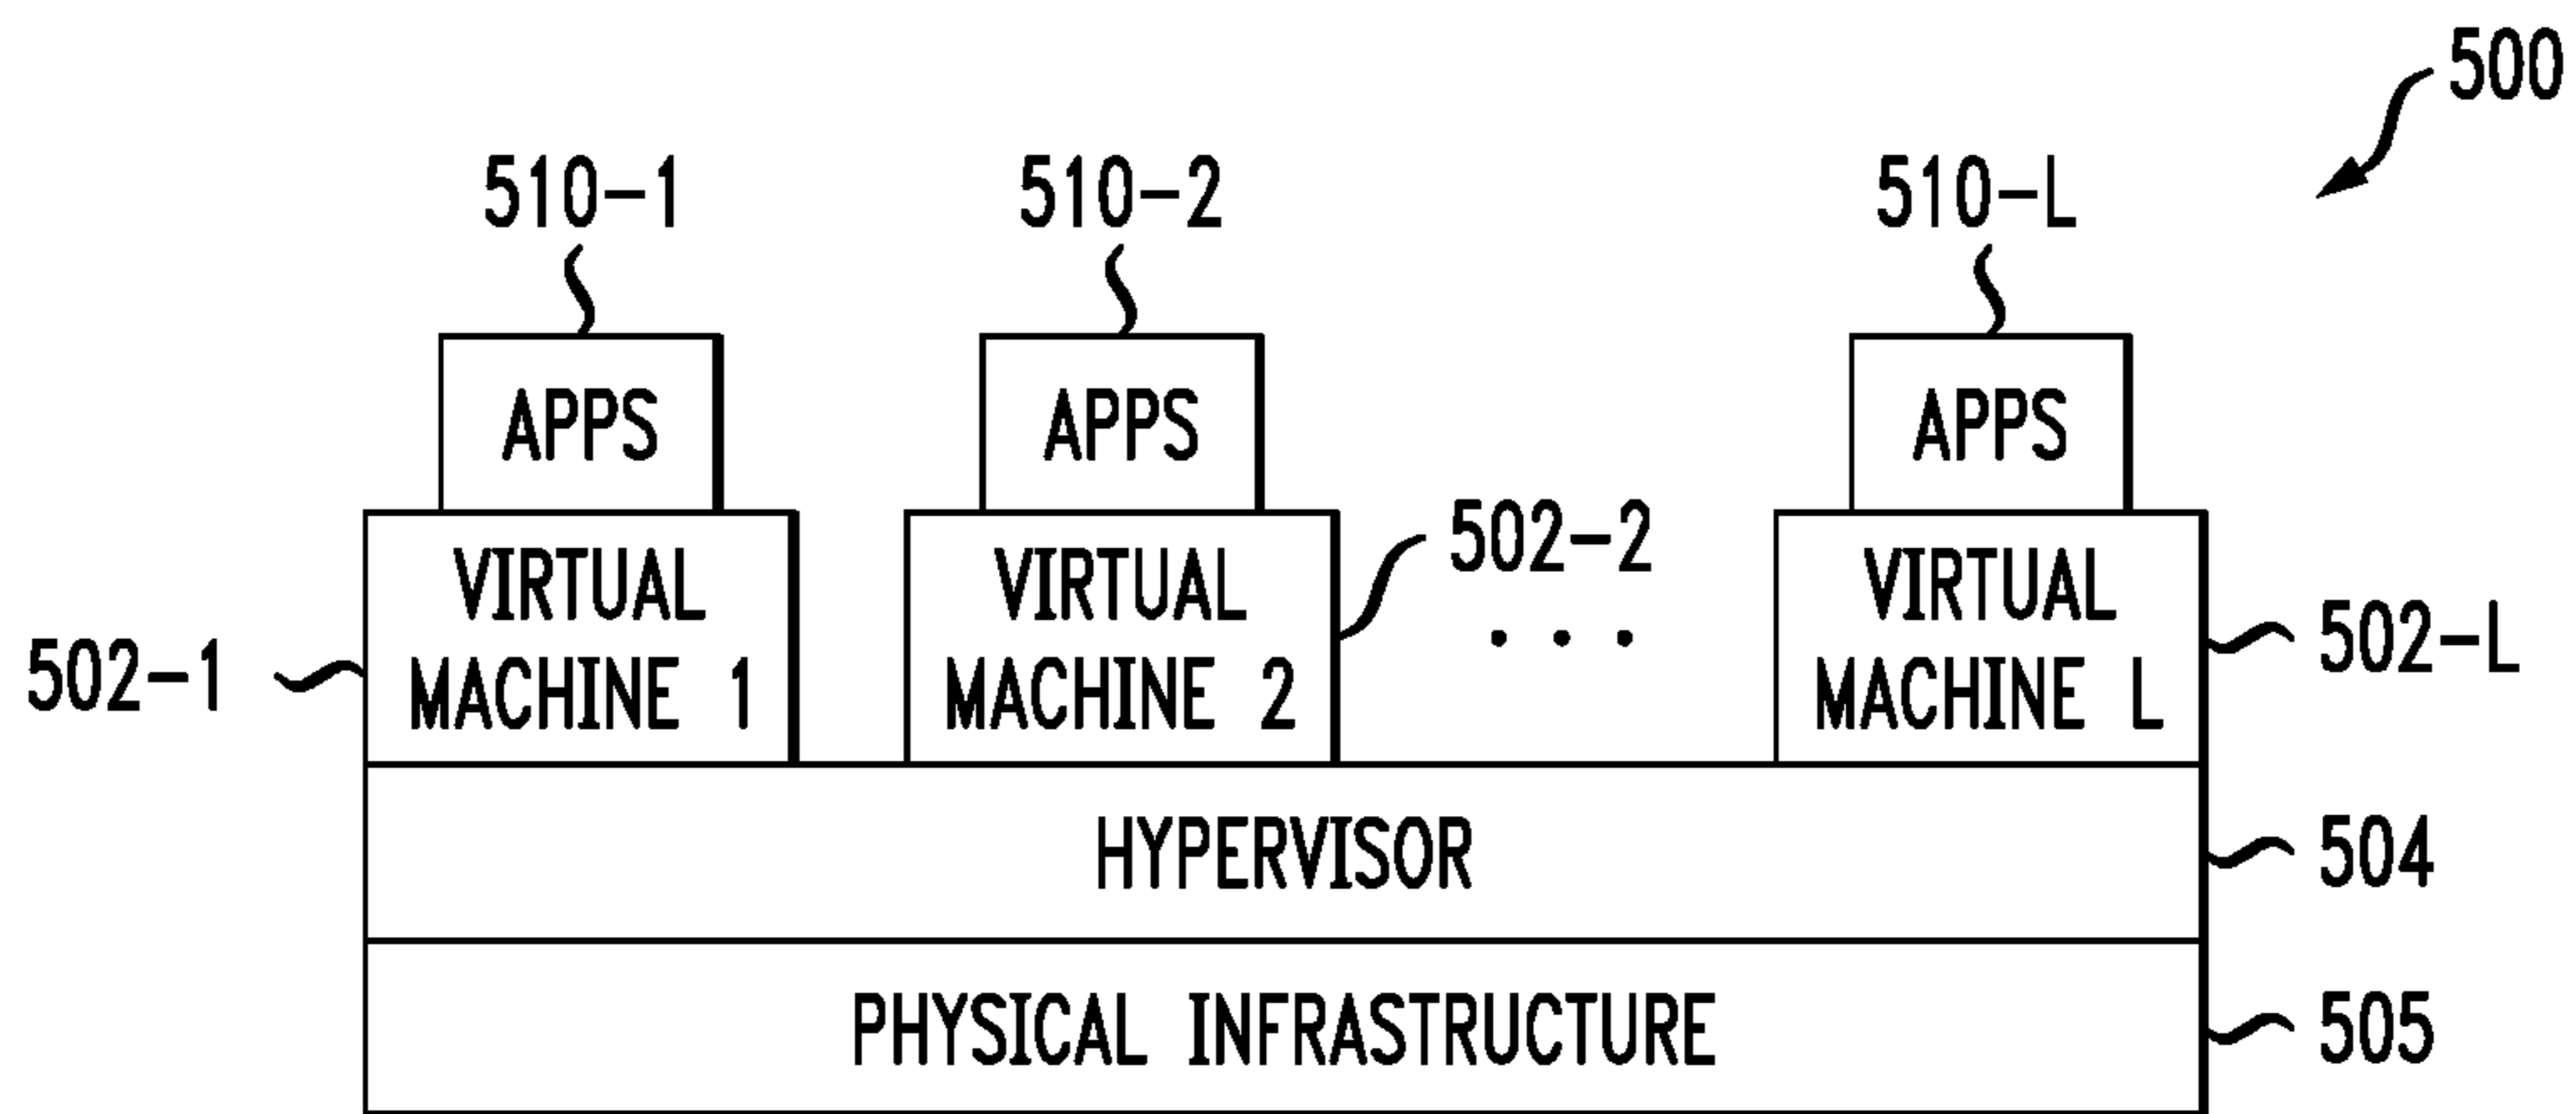 500
510-1 510-2 510-L
APPS APPS APPS
502-2
VIRTUAL VIRTUAL VIRTUAL
502-1 MACHINE 1 MACHINE 2 . . . MACHINE L 502-L
HYPERVISOR 504
PHYSICAL INFRASTRUCTURE 505